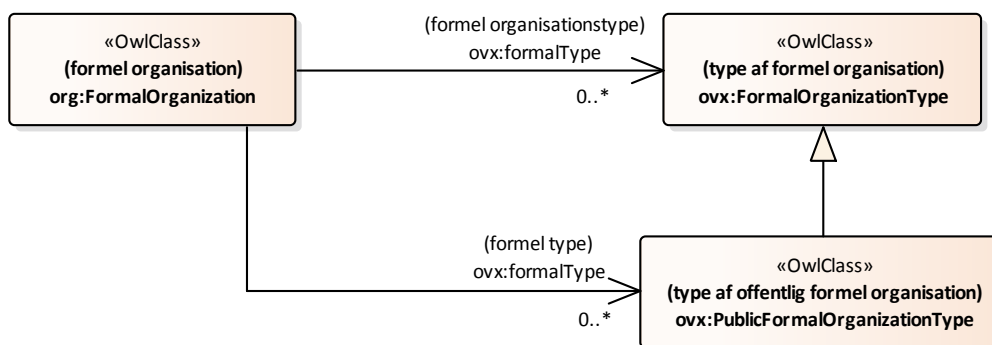 «OwlClass»
(formel organisation)
org:FormalOrganization
(formel organisationstype)
ovx:formalType
0..*
«OwlClass»
(type af formel organisation)
ovx:FormalOrganizationType
(formel type)
ovx:formalType
0..*
«OwlClass»
(type af offentlig formel organisation)
ovx:PublicFormalOrganizationType